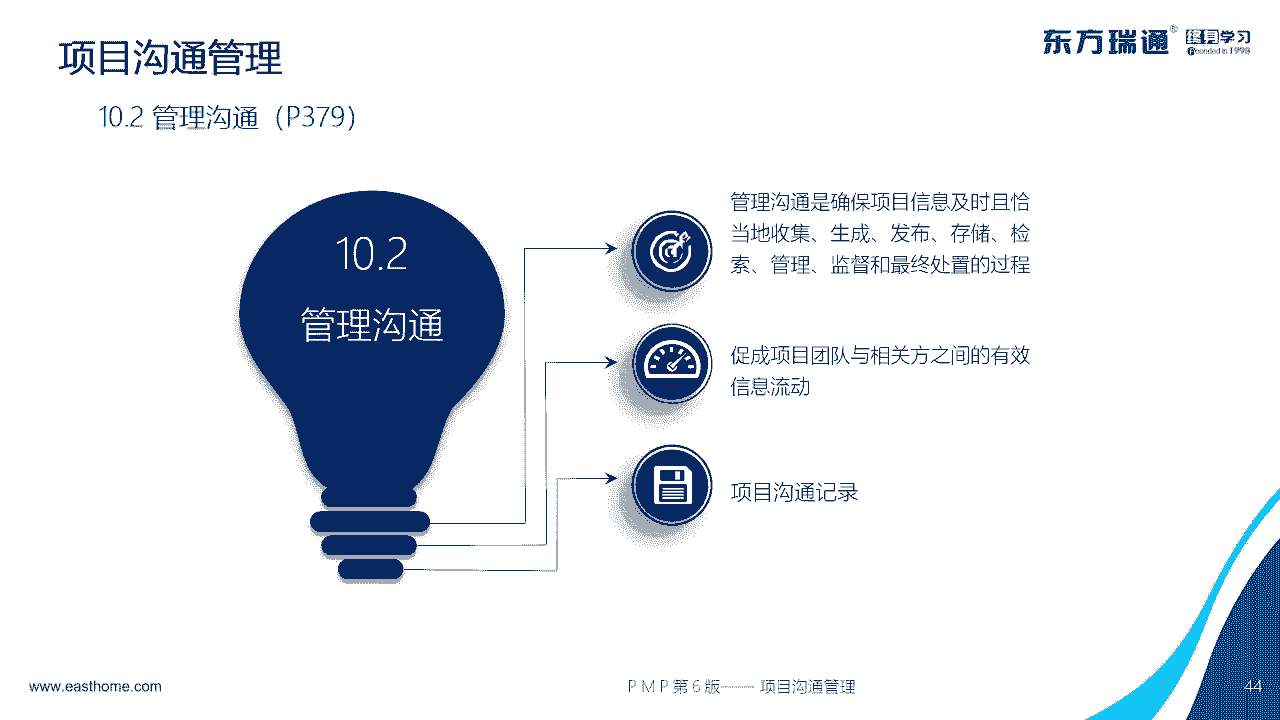 项目沟通管理
东方瑞通®
终身学习
Founded in 1998
10.2 管理沟通（P379）
10.2
管理沟通
管理沟通是确保项目信息及时且恰
当地收集、生成、发布、存储、检
索、管理、监督和最终处置的过程
促成项目团队与相关方之间的有效
信息流动
项目沟通记录
www.easthome.com
PMP第6版—— 项目沟通管理
44